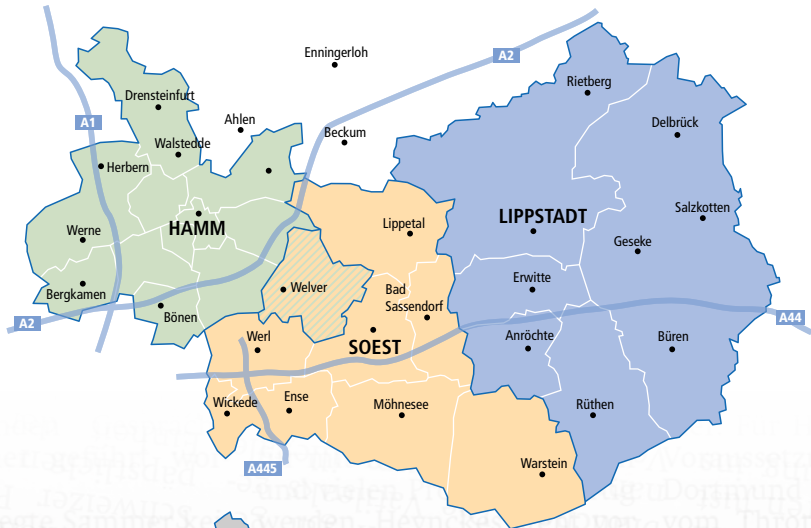 Enningerloh
A2
Rietberg
Drensteinfurt
A1
Ahlen
Delbrück
Beckum
Walstedde
Herbern
Salzkotten
LIPPSTADT
HAMM
Lippetal
Werne
Geseke
Erwitte
Welver
Bad
Sassendorf
Bergkamen
Bönen
A2
A44
Werl
SOEST
Anröchte
Büren
Wickede
Ense
Möhnesee
Rüthen
A445
Warstein